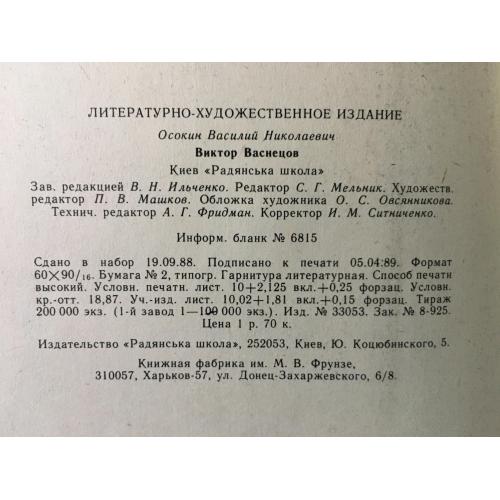 ЛИТЕРАТУРНО-ХУДОЖЕСТВЕННОЕ ИЗДАНИЕ
Осокин Василий Николаевич
Виктор Васнецов
Киев «Радянська школа»
Зав. редакцией В. Н. Ильченко. Редактор С. Г. Мельник. Художеств.
редактор П. В. Машков. Обложка художника О. С. Овсянникова.
Технич. редактор А. Г. Фридман. Корректор И. М. Ситниченко.
Информ. бланк № 6815
Сдано в набор 19.09.88. Подписано к печати 05.04.89. Формат
60×90/16. Бумага № 2, типогр. Гарнитура литературная. Способ печати
высокий. Условн. печатн. лист. 10+2,125 вкл.+0,25 форзац. Условн.
кр.-отт. 18,87. Уч.-изд. лист. 10,02+1,81 вкл+0,15 форзац. Тираж
200 000 экз. (1-й завод 1—100 000 экз.). Изд. № 33053. Зак. № 8-925.
Цена 1 р. 70 к.
Издательство «Радянська школа», 252053, Киев, Ю. Коцюбинского, 5.
Книжная фабрика им. М. В. Фрунзе,
310057, Харьков-57, ул. Донец-Захаржевского, 6/8.